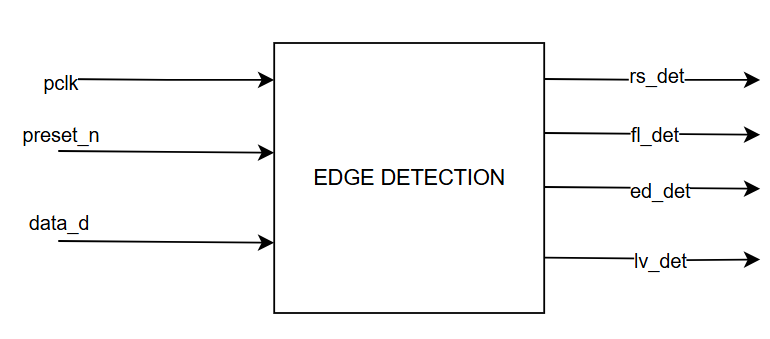 pclk
preset_n
data_d
EDGE DETECTION
rs_det
fl_det
ed_det
lv_det